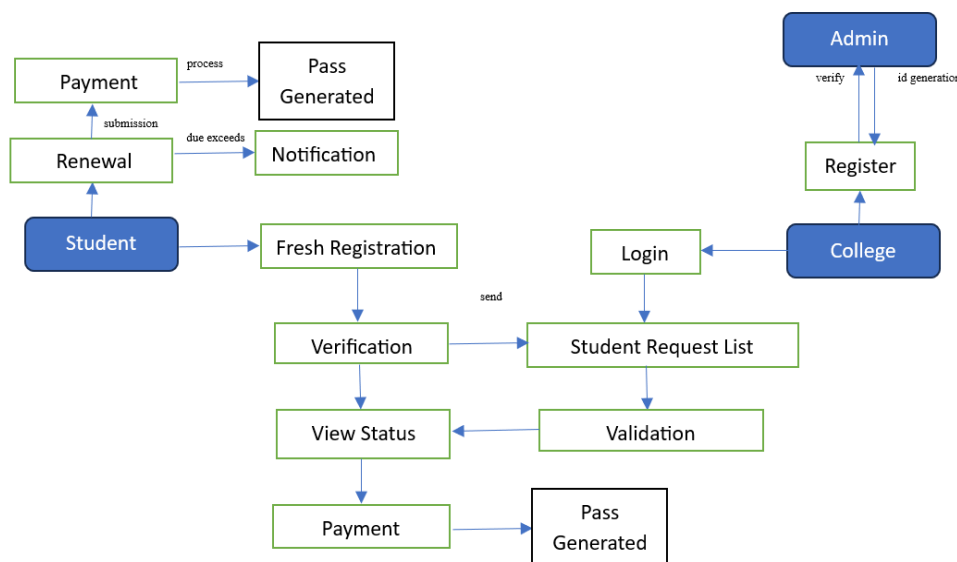 Admin
process
Payment
Pass
Generated
verify
id generation
submission
due exceeds
Renewal
Notification
Register
Student
Fresh Registration
Login
College
send
Verification
Student Request List
View Status
Validation
Payment
Pass
Generated